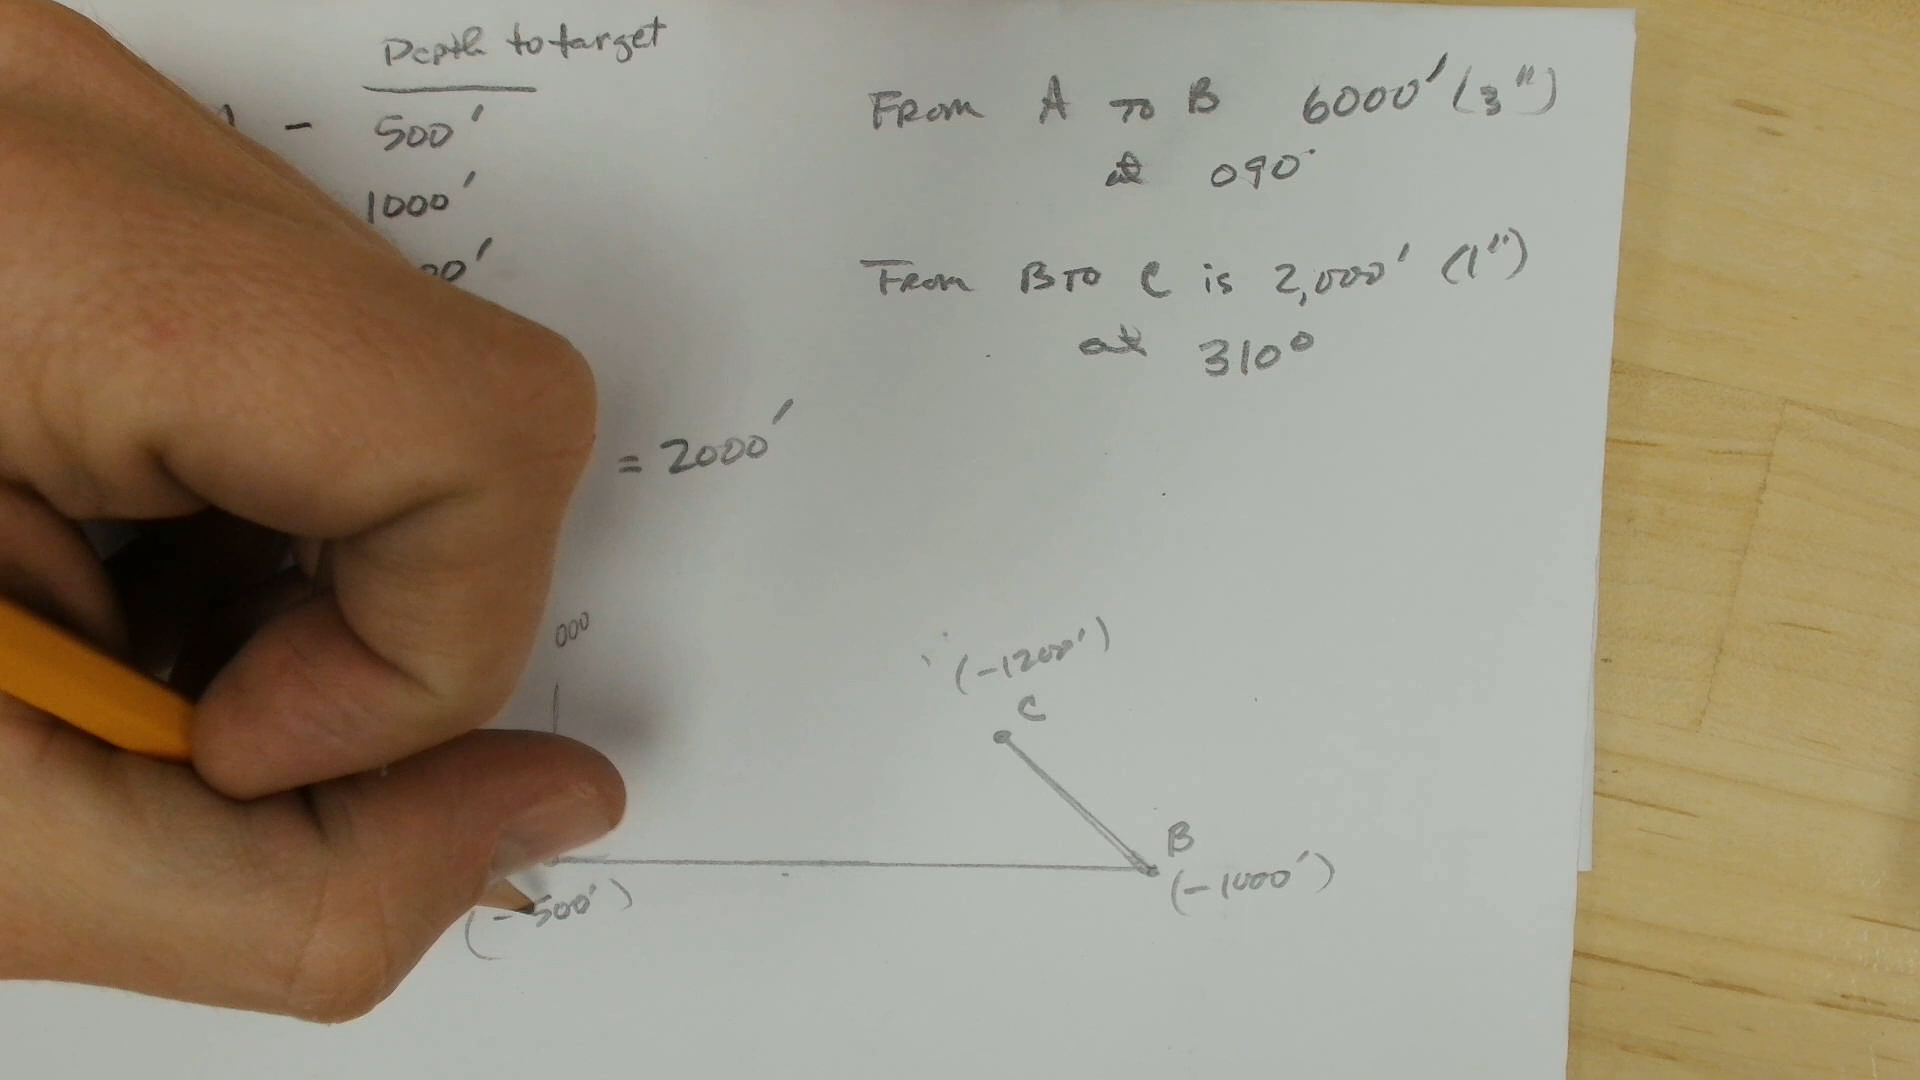 Depth to target
- 500'
1000'
00'
= 2000'
From A to B 6000' (3")
at 090°
From B to C is 2,000' (1")
at 310°
000
(-1200')
C
B
(-1000')
(-500')